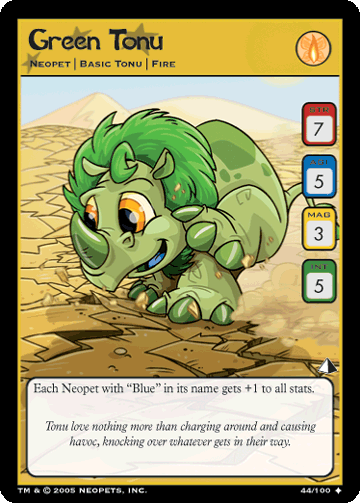 Green Tonu
Neopet | Basic Tonu | Fire
STR
7
AGI
5
MAG
3
INT
5
Each Neopet with “Blue” in its name gets +1 to all stats.
Tonu love nothing more than charging around and causing
havoc, knocking over whatever gets in their way.
TM & © 2005 NEOPETS, INC.
44/100